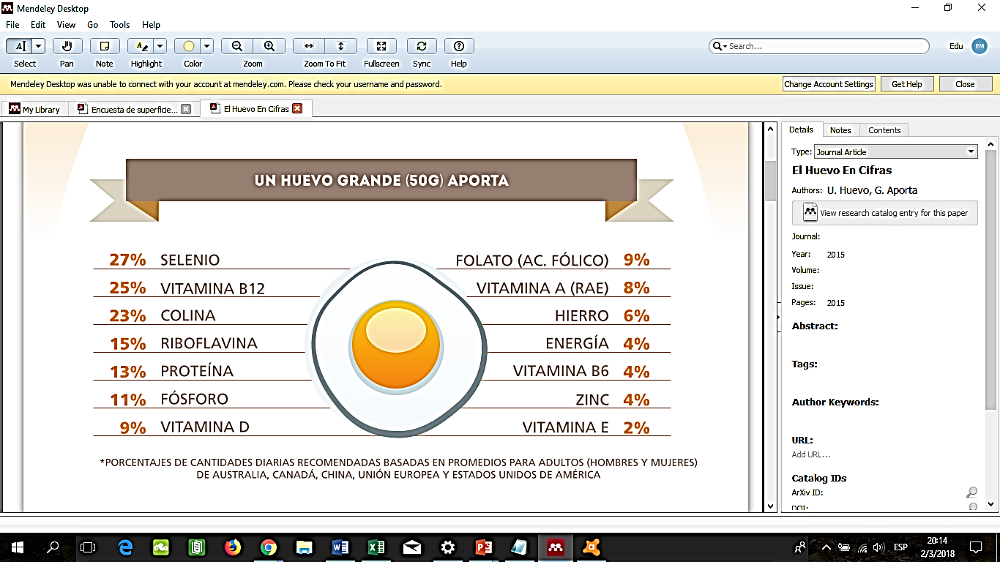 Mendeley Desktop
File Edit View Go Tools Help
Search...
Edu EM
Select Pan Note Highlight Color Zoom Zoom To Fit Fullscreen Sync Help
Mendeley Desktop was unable to connect with your account at mendeley.com. Please check your username and password.
Change Account Settings Get Help Close
My Library Encuesta de superficie... El Huevo En Cifras
UN HUEVO GRANDE (50G) APORTA
27% SELENIO
25% VITAMINA B12
23% COLINA
15% RIBOFLAVINA
13% PROTEÍNA
11% FÓSFORO
9% VITAMINA D
FOLATO (AC. FÓLICO) 9%
VITAMINA A (RAE) 8%
HIERRO 6%
ENERGÍA 4%
VITAMINA B6 4%
ZINC 4%
VITAMINA E 2%
*PORCENTAJES DE CANTIDADES DIARIAS RECOMENDADAS BASADAS EN PROMEDIOS PARA ADULTOS (HOMBRES Y MUJERES)
DE AUSTRALIA, CANADÁ, CHINA, UNIÓN EUROPEA Y ESTADOS UNIDOS DE AMÉRICA
Details Notes Contents
Type: Journal Article
El Huevo En Cifras
Authors: U. Huevo, G. Aporta
View research catalog entry for this paper
Journal:
Year: 2015
Volume:
Issue:
Pages: 2015
Abstract:
Tags:
Author Keywords:
URL:
Add URL...
Catalog IDs
ArXiv ID:
DOI:
ESP
20:14
2/3/2018